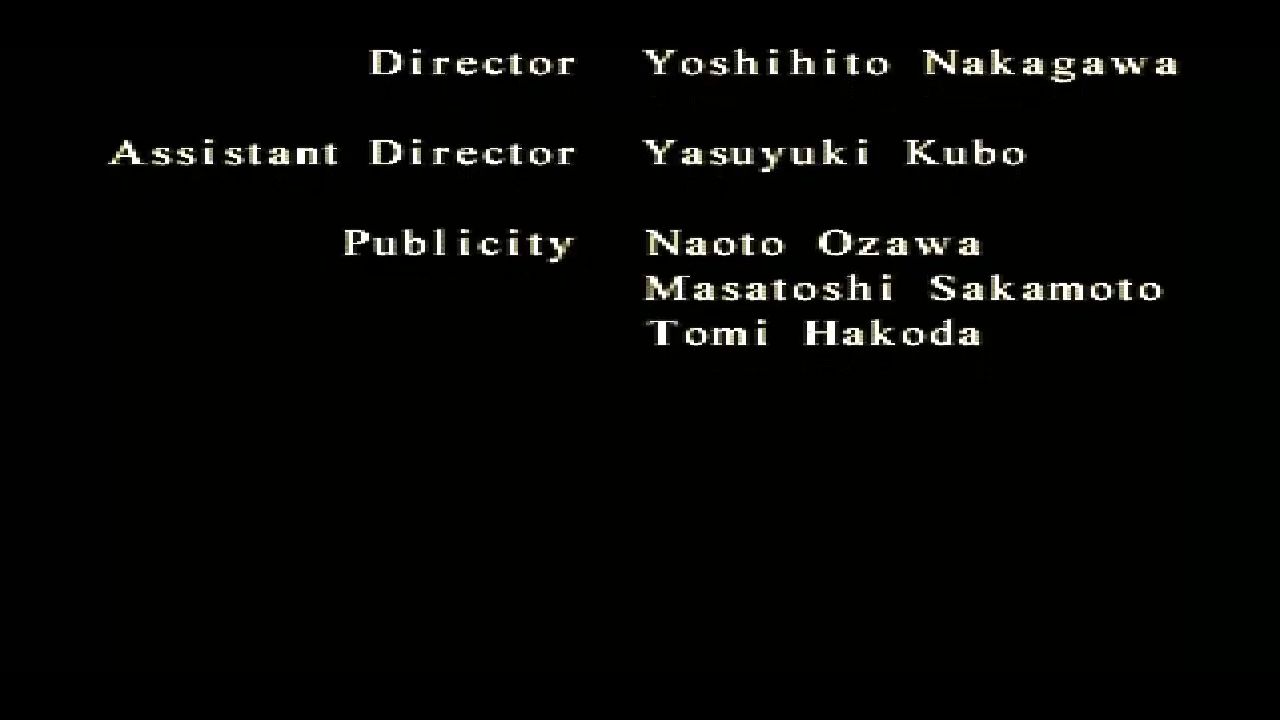 Director Yoshihito Nakagawa
Assistant Director Yasuyuki Kubo
Publicity Naoto Ozawa
Masatoshi Sakamoto
Tomi Hakoda